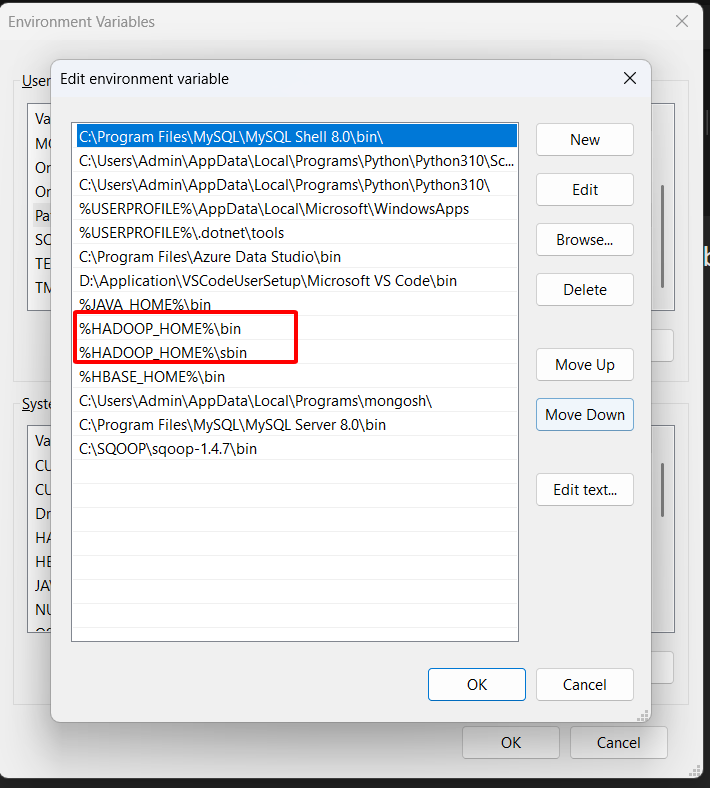 Environment Variables
User
Edit environment variable
C:\Program Files\MySQL\MySQL Shell 8.0\bin\
C:\Users\Admin\AppData\Local\Programs\Python\Python310\Sc...
C:\Users\Admin\AppData\Local\Programs\Python\Python310\
%USERPROFILE%\AppData\Local\Microsoft\WindowsApps
%USERPROFILE%\.dotnet\tools
C:\Program Files\Azure Data Studio\bin
D:\Application\VSCodeUserSetup\Microsoft VS Code\bin
%JAVA_HOME%\bin
%HADOOP_HOME%\bin
%HADOOP_HOME%\sbin
%HBASE_HOME%\bin
C:\Users\Admin\AppData\Local\Programs\mongosh\
C:\Program Files\MySQL\MySQL Server 8.0\bin
C:\SQOOP\sqoop-1.4.7\bin
New
Edit
Browse...
Delete
Move Up
Move Down
Edit text...
OK
Cancel
Va
On
On
Pa
SC
TE
Syste
Va
CU
CU
Dr
HA
HE
JAV
NU
OK
Cancel